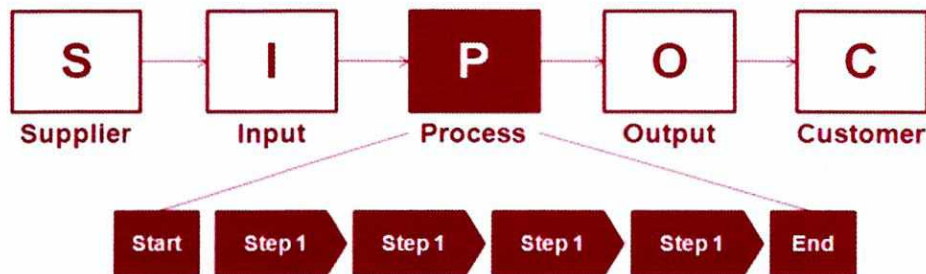 S I P O C
Supplier Input Process Output Customer
Start Step 1 Step 1 Step 1 Step 1 End